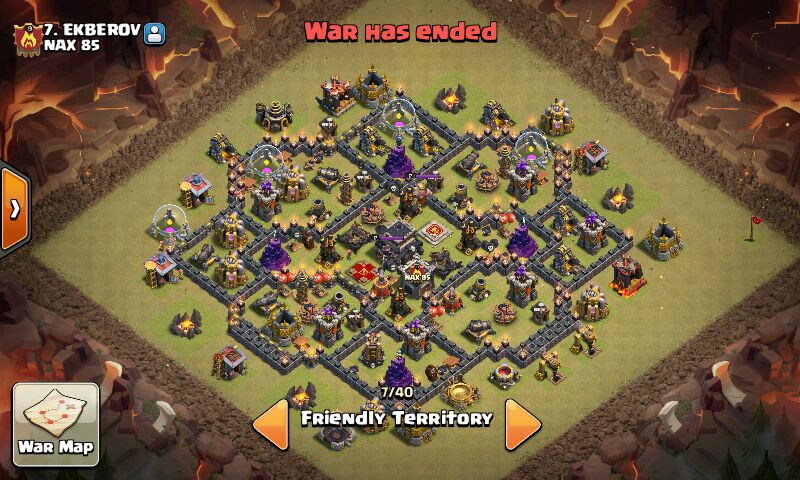 7. EKBEROV
NAX 85
War has ended
NAX 85
7/40
Friendly Territory
War Map